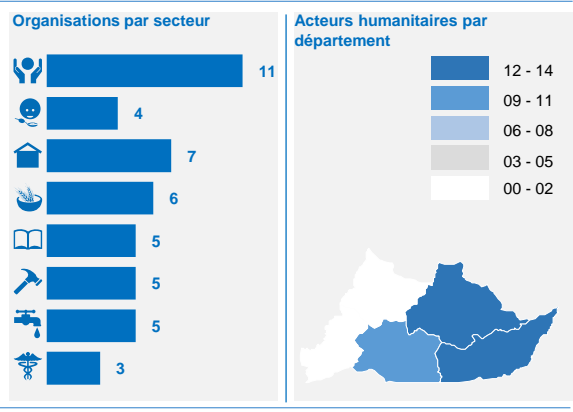 Organisations par secteur
11
4
7
6
5
5
5
3
Acteurs humanitaires par
département
12 - 14
09 - 11
06 - 08
03 - 05
00 - 02